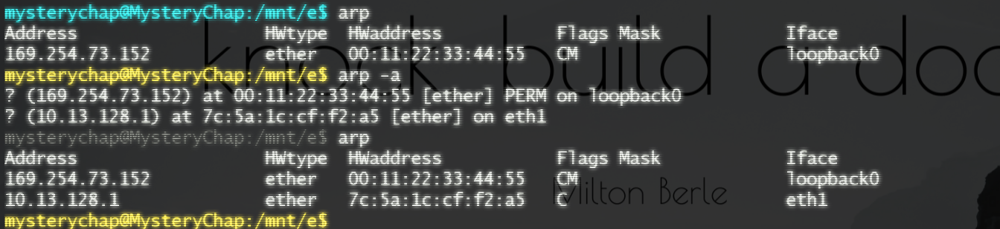 mysterychap@MysteryChap:/mnt/e$ arp
Address HWtype HWaddress Flags Mask Iface
169.254.73.152 ether 00:11:22:33:44:55 CM loopback0
mysterychap@MysteryChap:/mnt/e$ arp -a
? (169.254.73.152) at 00:11:22:33:44:55 [ether] PERM on loopback0
? (10.13.128.1) at 7c:5a:1c:cf:f2:a5 [ether] on eth1
mysterychap@MysteryChap:/mnt/e$ arp
Address HWtype HWaddress Flags Mask Iface
169.254.73.152 ether 00:11:22:33:44:55 CM loopback0
10.13.128.1 ether 7c:5a:1c:cf:f2:a5 C eth1
mysterychap@MysteryChap:/mnt/e$
knock build a doo
Milton Berle